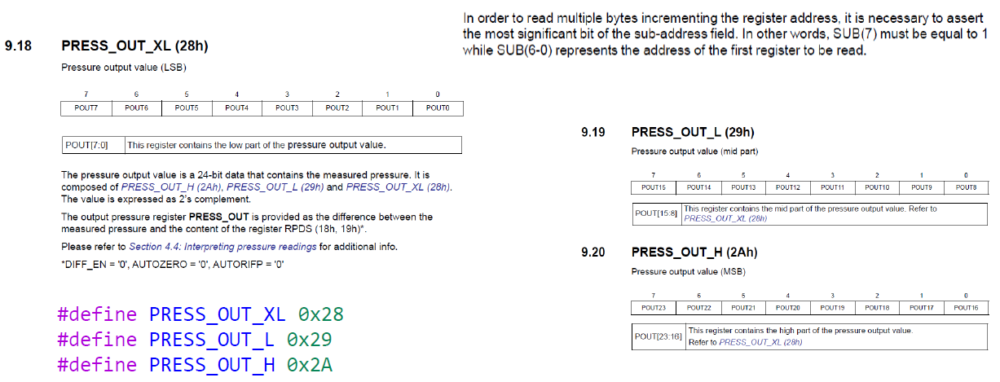 In order to read multiple bytes incrementing the register address, it is necessary to assert
the most significant bit of the sub-address field. In other words, SUB(7) must be equal to 1
while SUB(6-0) represents the address of the first register to be read.
9.18 PRESS_OUT_XL (28h)
Pressure output value (LSB)
7 6 5 4 3 2 1 0
POUT7 POUT6 POUT5 POUT4 POUT3 POUT2 POUT1 POUT0
POUT[7:0] This register contains the low part of the pressure output value.
The pressure output value is a 24-bit data that contains the measured pressure. It is
composed of PRESS_OUT_H (2Ah), PRESS_OUT_L (29h) and PRESS_OUT_XL (28h).
The value is expressed as 2's complement.
The output pressure register PRESS_OUT is provided as the difference between the
measured pressure and the content of the register RPDS (18h, 19h)*.
Please refer to Section 4.4: Interpreting pressure readings for additional info.
*DIFF_EN = '0', AUTOZERO = '0', AUTORIFP = '0'
#define PRESS_OUT_XL 0x28
#define PRESS_OUT_L 0x29
#define PRESS_OUT_H 0x2A
9.19 PRESS_OUT_L (29h)
Pressure output value (mid part)
7 6 5 4 3 2 1 0
POUT15 POUT14 POUT13 POUT12 POUT11 POUT10 POUT9 POUT8
POUT[15:8] This register contains the mid part of the pressure output value. Refer to
PRESS_OUT_XL (28h)
9.20 PRESS_OUT_H (2Ah)
Pressure output value (MSB)
7 6 5 4 3 2 1 0
POUT23 POUT22 POUT21 POUT20 POUT19 POUT18 POUT17 POUT16
POUT[23:16] This register contains the high part of the pressure output value.
Refer to PRESS_OUT_XL (28h)